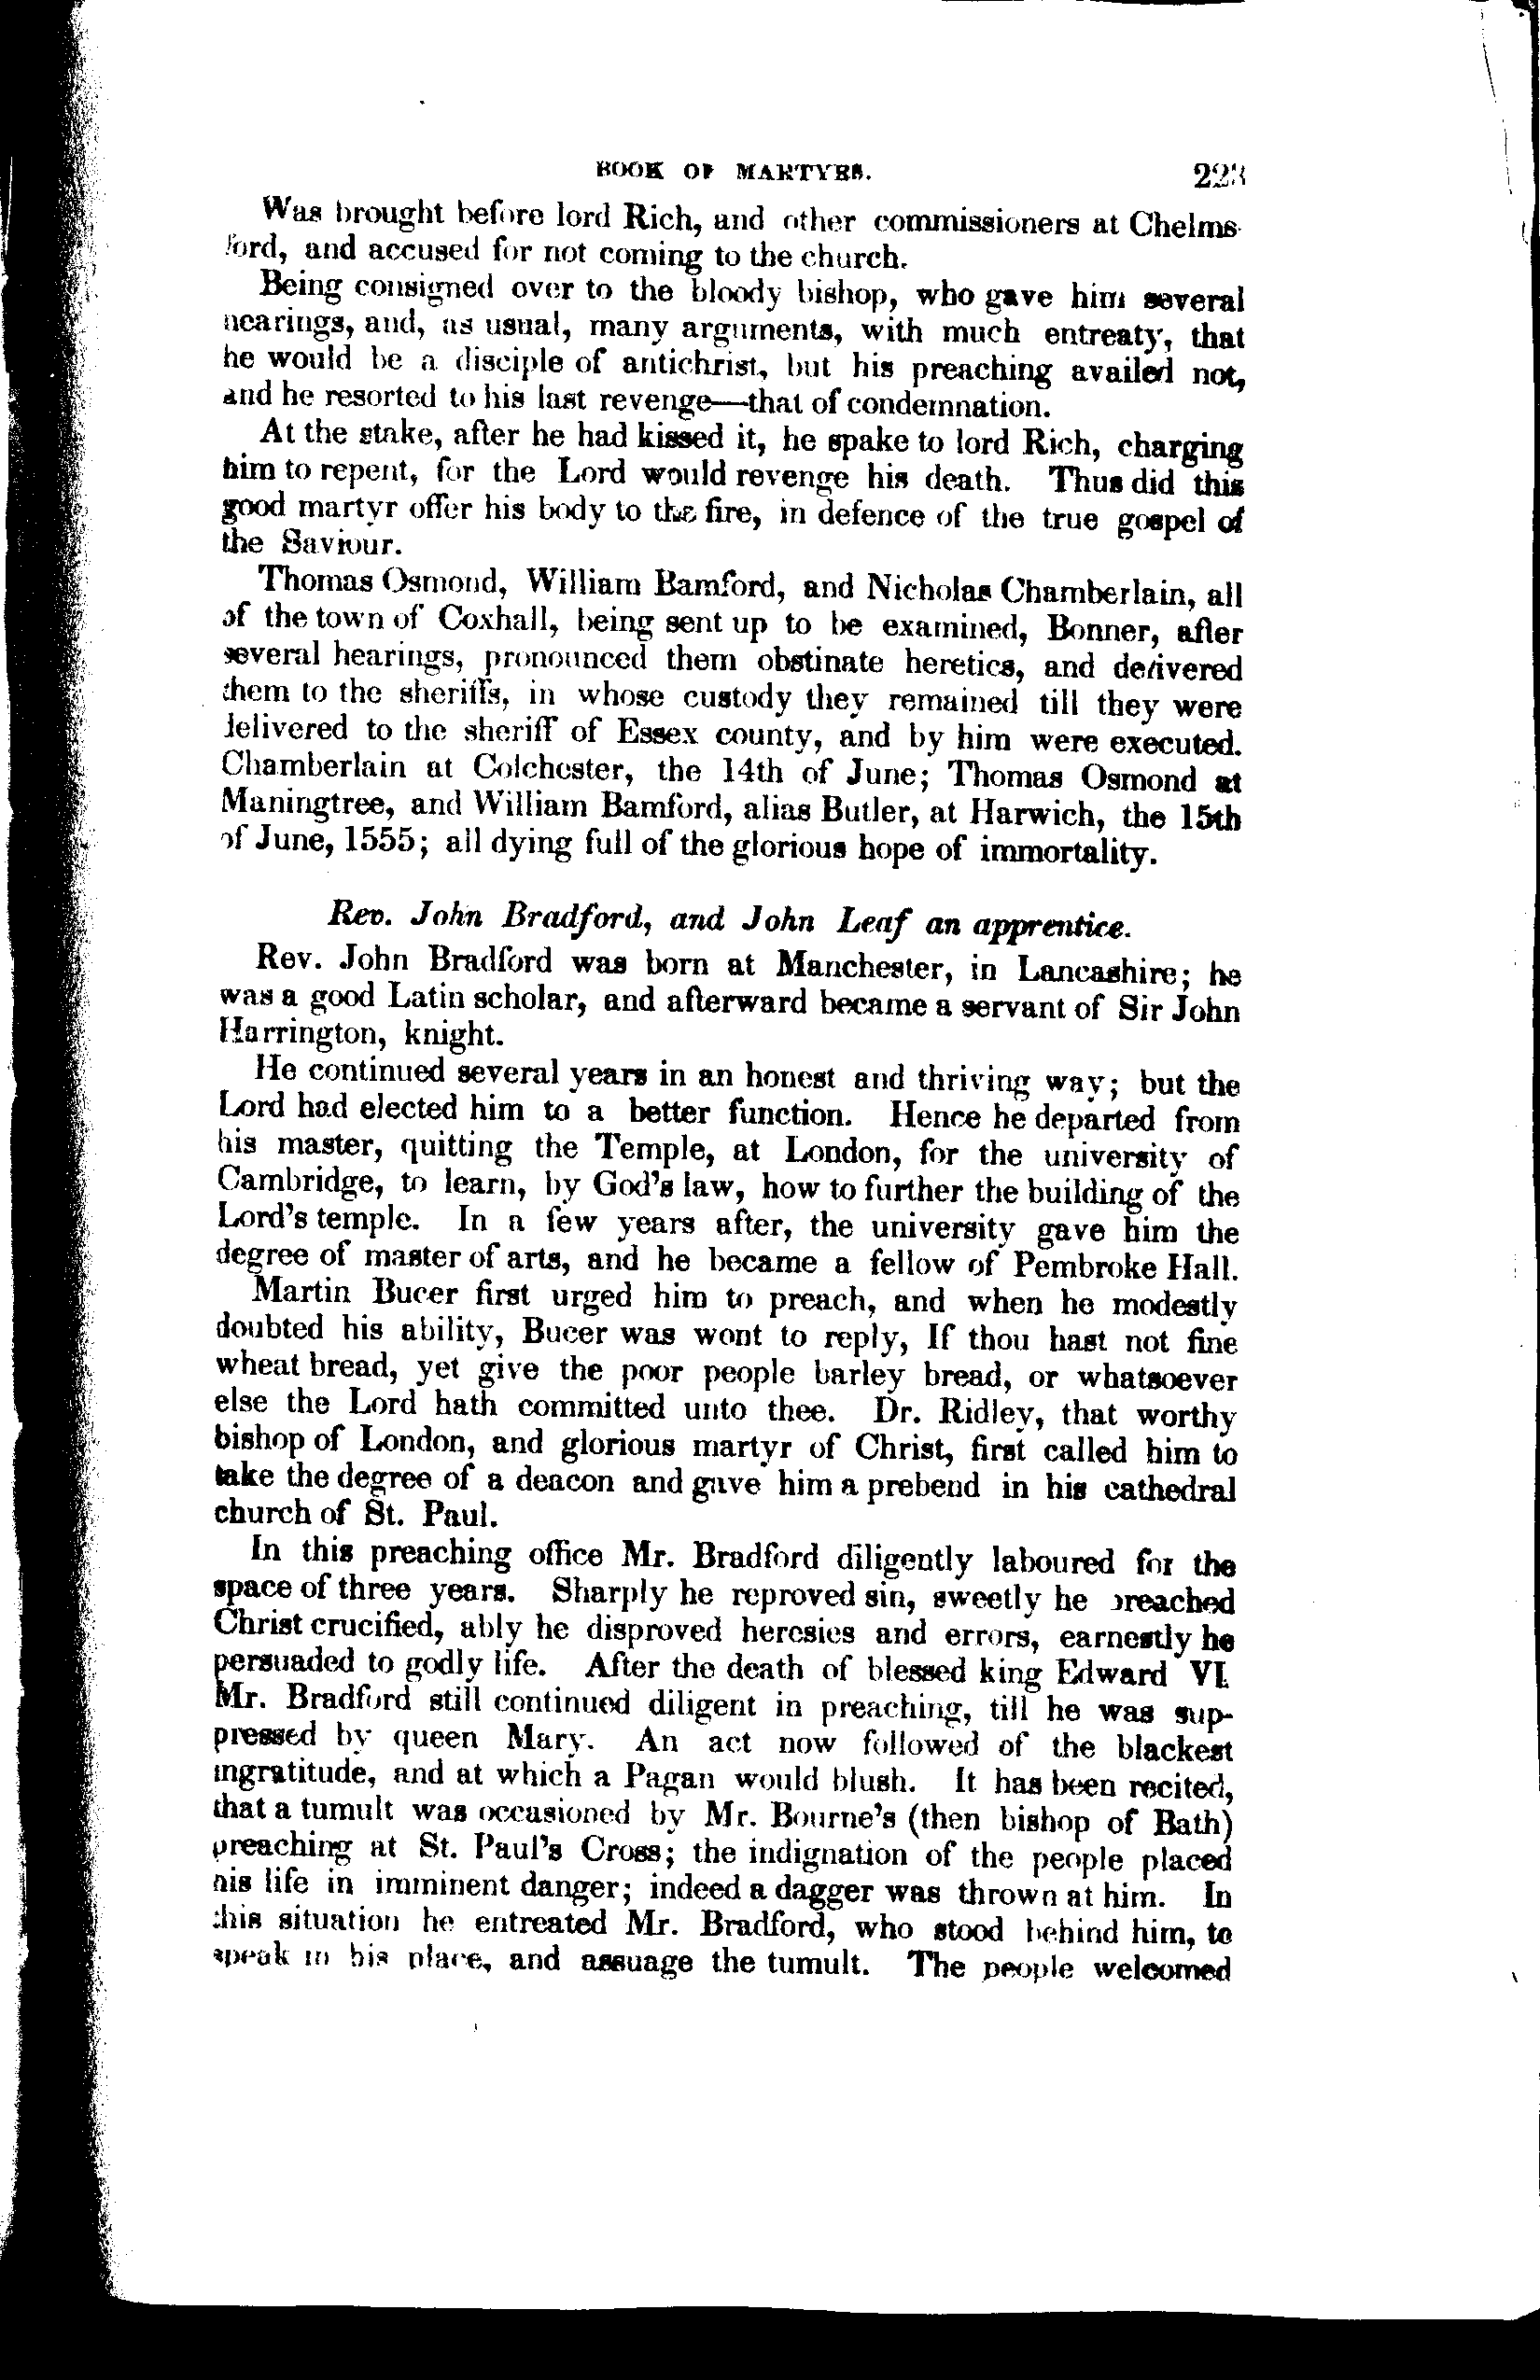 BOOK OF MARTYRS. 223
Was brought before lord Rich, and other commissioners at Chelms-
ford, and accused for not coming to the church.
Being consigned over to the bloody bishop, who gave him several
hearings, and, as usual, many arguments, with much entreaty, that
he would be a disciple of antichrist, but his preaching availed not,
and he resorted to his last revenge—that of condemnation.
At the stake, after he had kissed it, he spake to lord Rich, charging
him to repent, for the Lord would revenge his death. Thus did this
good martyr offer his body to the fire, in defence of the true gospel of
the Saviour.
Thomas Osmond, William Bamford, and Nicholas Chamberlain, all
of the town of Coxhall, being sent up to be examined, Bonner, after
several hearings, pronounced them obstinate heretics, and delivered
them to the sheriffs, in whose custody they remained till they were
delivered to the sheriff of Essex county, and by him were executed.
Chamberlain at Colchester, the 14th of June; Thomas Osmond at
Maningtree, and William Bamford, alias Butler, at Harwich, the 15th
of June, 1555; all dying full of the glorious hope of immortality.
Rev. John Bradford, and John Leaf an apprentice.
Rev. John Bradford was born at Manchester, in Lancashire; he
was a good Latin scholar, and afterward became a servant of Sir John
Harrington, knight.
He continued several years in an honest and thriving way; but the
Lord had elected him to a better function. Hence he departed from
his master, quitting the Temple, at London, for the university of
Cambridge, to learn, by God's law, how to further the building of the
Lord's temple. In a few years after, the university gave him the
degree of master of arts, and he became a fellow of Pembroke Hall.
Martin Bucer first urged him to preach, and when he modestly
doubted his ability, Bucer was wont to reply, If thou hast not fine
wheat bread, yet give the poor people barley bread, or whatsoever
else the Lord hath committed unto thee. Dr. Ridley, that worthy
bishop of London, and glorious martyr of Christ, first called him to
take the degree of a deacon and gave him a prebend in his cathedral
church of St. Paul.
In this preaching office Mr. Bradford diligently laboured for the
space of three years. Sharply he reproved sin, sweetly he preached
Christ crucified, ably he disproved heresies and errors, earnestly he
persuaded to godly life. After the death of blessed king Edward VI.
Mr. Bradford still continued diligent in preaching, till he was sup-
pressed by queen Mary. An act now followed of the blackest
ingratitude, and at which a Pagan would blush. It has been recited,
that a tumult was occasioned by Mr. Bourne's (then bishop of Bath)
preaching at St. Paul's Cross; the indignation of the people placed
his life in imminent danger; indeed a dagger was thrown at him. In
this situation he entreated Mr. Bradford, who stood behind him, to
speak in his place, and assuage the tumult. The people welcomed